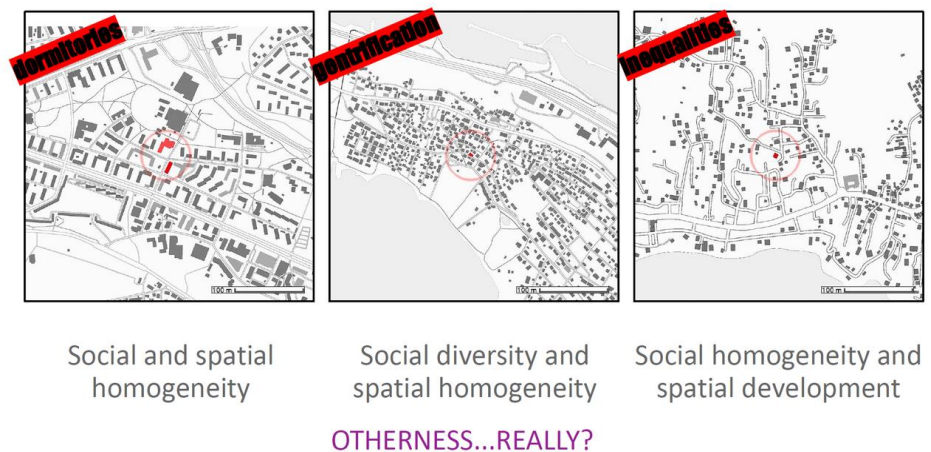 dormitories
gentrification
Inequalities
100 m
100 m
100 m
Social and spatial
homogeneity
Social diversity and
spatial homogeneity
Social homogeneity and
spatial development
OTHERNESS...REALLY?